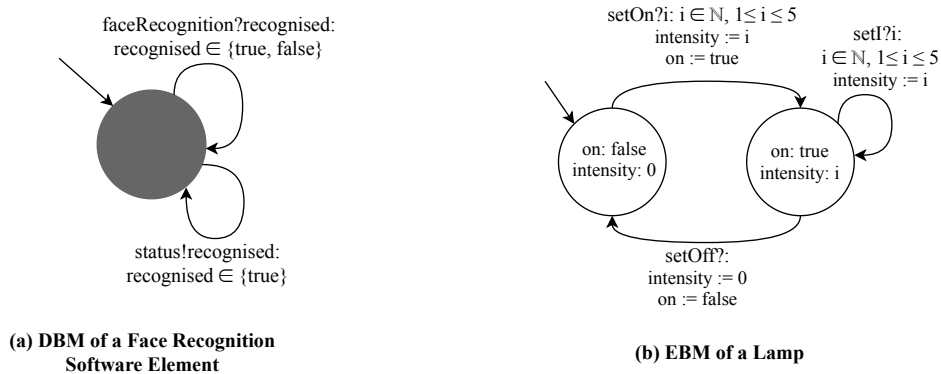 faceRecognition?recognised:
recognised ∈ {true, false}
status!recognised:
recognised ∈ {true}
(a) DBM of a Face Recognition
Software Element
setOn?i: i ∈ ℕ, 1≤ i ≤ 5
intensity := i
on := true
setI?i:
i ∈ ℕ, 1≤ i ≤ 5
intensity := i
on: false
intensity: 0
on: true
intensity: i
setOff?:
intensity := 0
on := false
(b) EBM of a Lamp